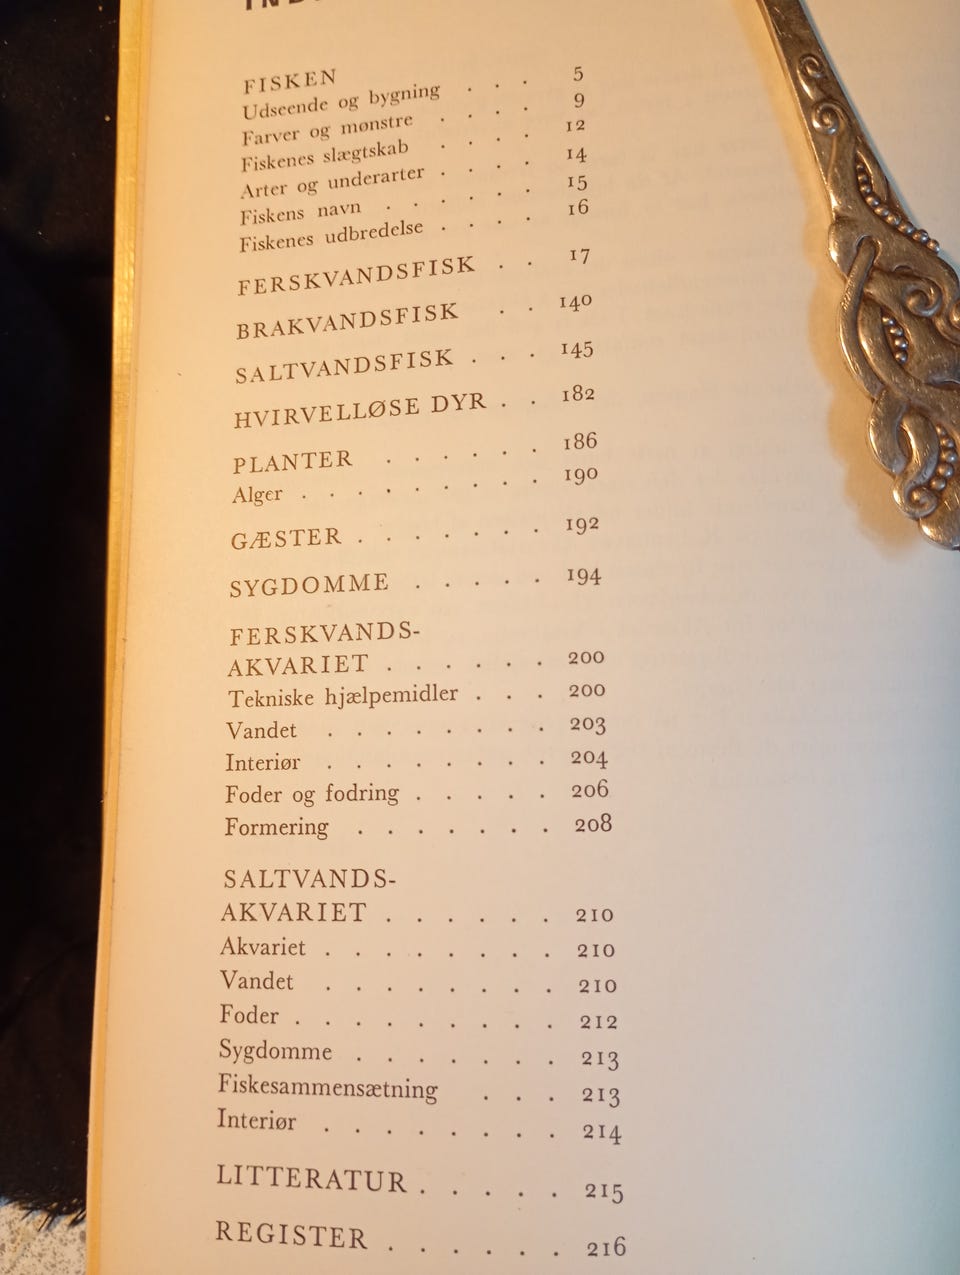 FISKEN
Udseende og bygning . . . 5
Farver og mønstre . . . . 9
Fiskenes slægtskab . . . . 12
Arter og underarter . . . . 14
Fiskens navn . . . . . . 15
Fiskenes udbredelse . . . . 16
FERSKVANDSFISK . . 17
BRAKVANDSFISK . . 140
SALTVANDSFISK . . . 145
HVIRVELLØSE DYR . . 182
PLANTER . . . . . . 186
Alger . . . . . . . . . 190
GÆSTER . . . . . . . 192
SYGDOMME . . . . . 194
FERSKVANDS-
AKVARIET . . . . . . 200
Tekniske hjælpemidler . . . 200
Vandet . . . . . . . . 203
Interiør . . . . . . . . 204
Foder og fodring . . . . . 206
Formering . . . . . . . 208
SALTVANDS-
AKVARIET . . . . . . 210
Akvariet . . . . . . . . 210
Vandet . . . . . . . . 210
Foder . . . . . . . . . 212
Sygdomme . . . . . . . 213
Fiskesammensætning . . . 213
Interiør . . . . . . . . 214
LITTERATUR . . . . . 215
REGISTER . . . . . . 216